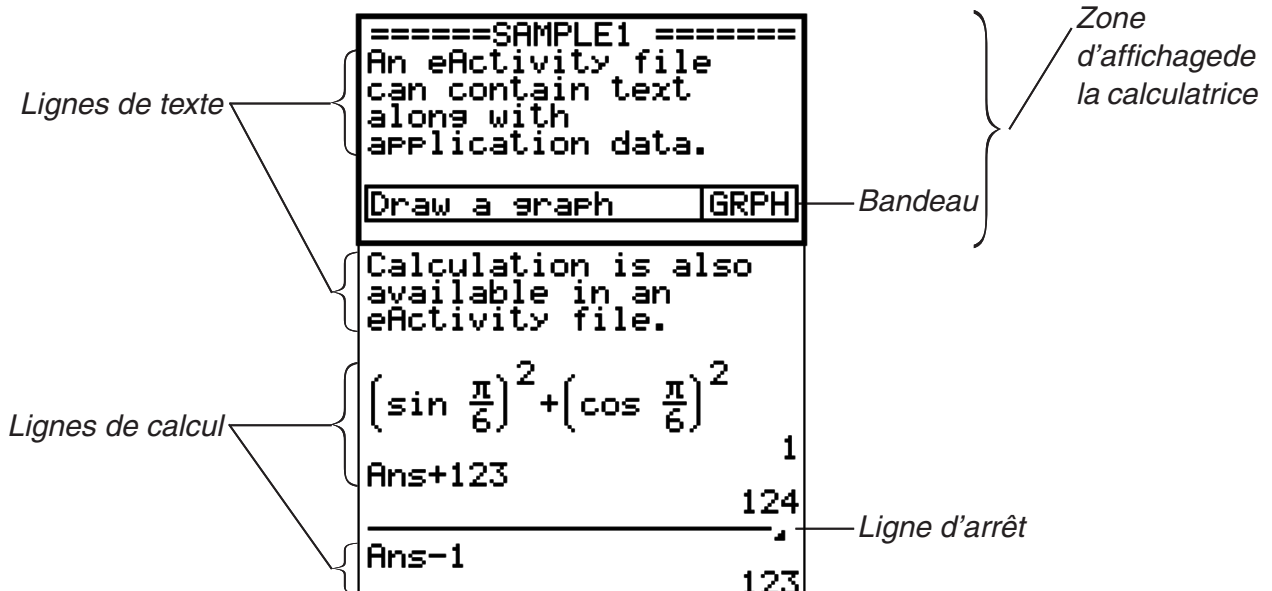 ======SAMPLE1 =======
An eActivity file
can contain text
along with
application data.
Draw a graph GRPH
Calculation is also
available in an
eActivity file.
(sin π/6)²+(cos π/6)²
1
Ans+123
124
Ans−1
123
Lignes de texte
Lignes de calcul
Zone
d'affichagede
la calculatrice
Bandeau
Ligne d'arrêt